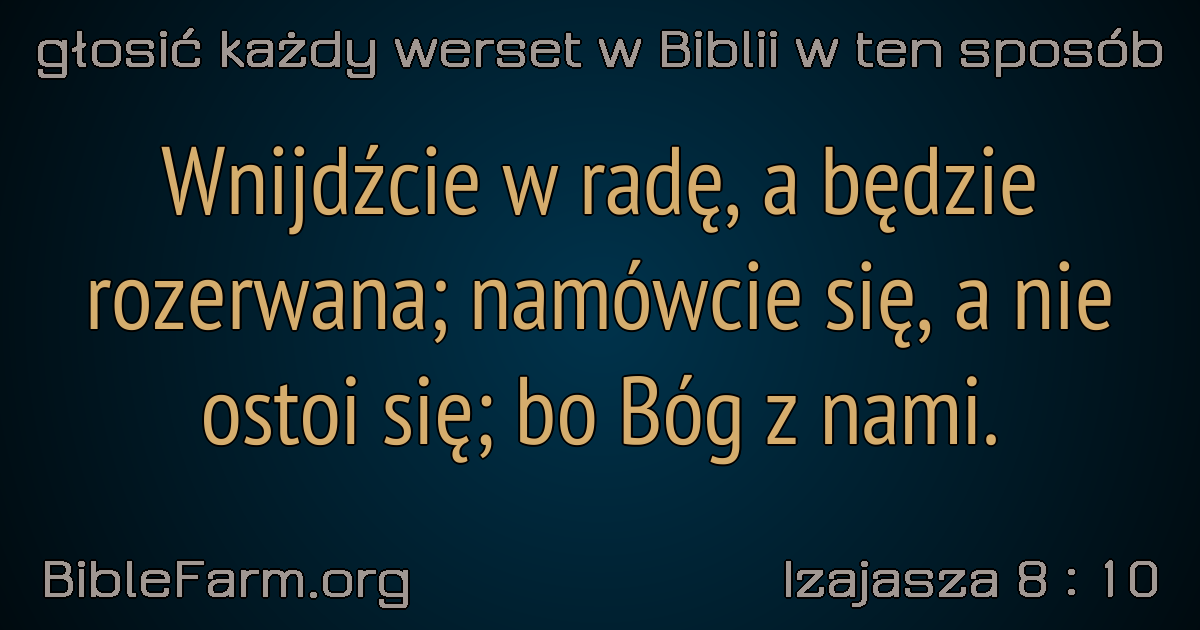 głosić każdy werset w Biblii w ten sposób
Wnijdźcie w radę, a będzie
rozerwana; namówcie się, a nie
ostoi się; bo Bóg z nami.
BibleFarm.org
Izajasza 8 : 10